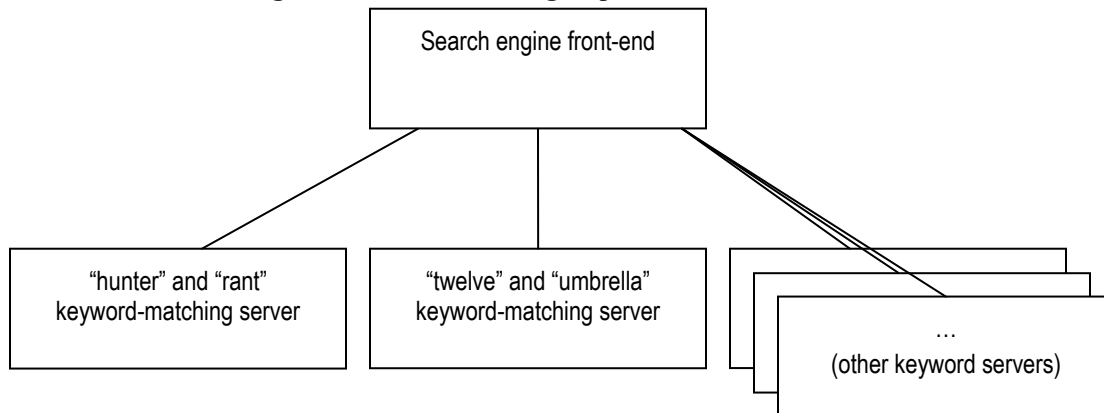 Search engine front-end
“hunter” and “rant”
keyword-matching server
“twelve” and “umbrella”
keyword-matching server
…
(other keyword servers)